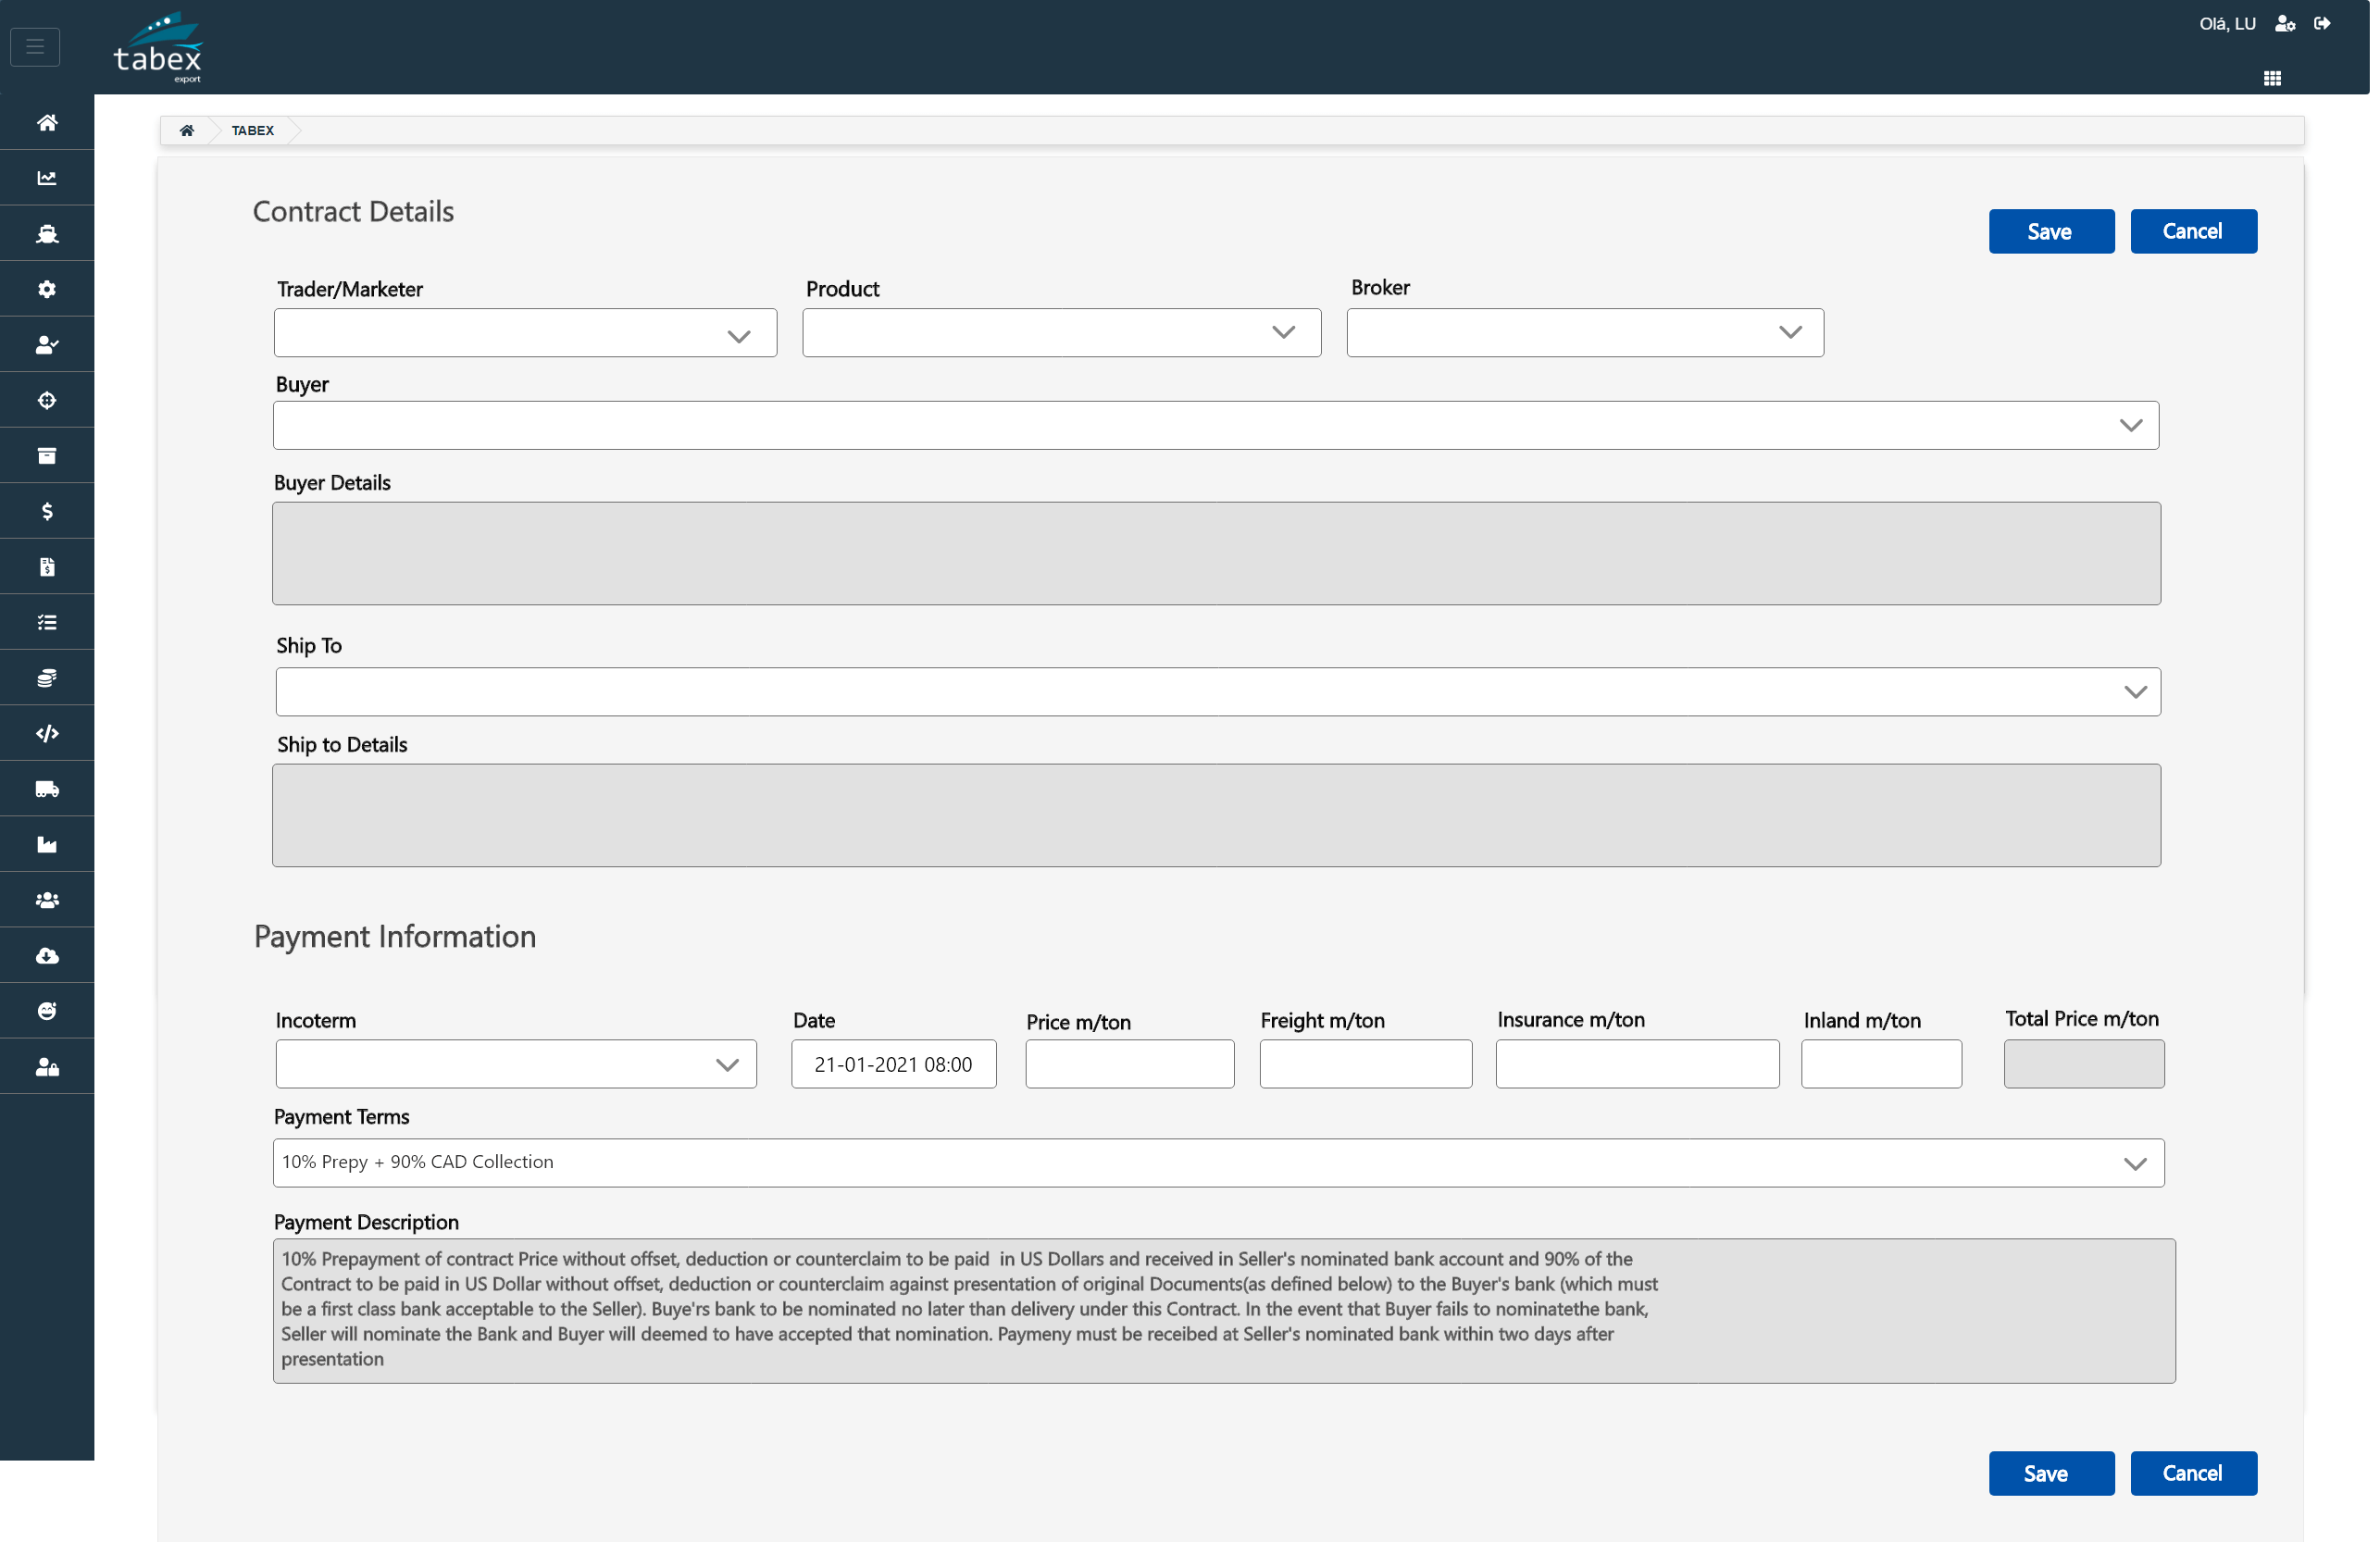 Olá, LU
tabex
export
TABEX
Contract Details
Save
Cancel
Trader/Marketer
Product
Broker
Buyer
Buyer Details
Ship To
Ship to Details
Payment Information
Incoterm
Date
Price m/ton
Freight m/ton
Insurance m/ton
Inland m/ton
Total Price m/ton
21-01-2021 08:00
Payment Terms
10% Prepy + 90% CAD Collection
Payment Description
10% Prepayment of contract Price without offset, deduction or counterclaim to be paid  in US Dollars and received in Seller's nominated bank account and 90% of the
Contract to be paid in US Dollar without offset, deduction or counterclaim against presentation of original Documents(as defined below) to the Buyer's bank (which must
be a first class bank acceptable to the Seller). Buye'rs bank to be nominated no later than delivery under this Contract. In the event that Buyer fails to nominatethe bank,
Seller will nominate the Bank and Buyer will deemed to have accepted that nomination. Paymeny must be receibed at Seller's nominated bank within two days after
presentation
Save
Cancel